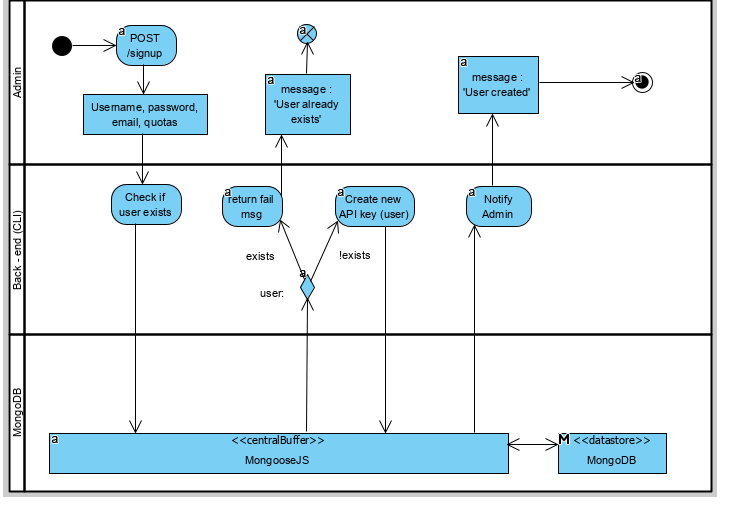 Admin
a
POST
/signup
Username, password,
email, quotas
a
a
message :
'User already
exists'
a
message :
'User created'
a
Back - end (CLI)
Check if
user exists
a
return fail
msg
a
Create new
API key (user)
a
Notify
Admin
exists
!exists
a
user:
MongoDB
a
<<centralBuffer>>
MongooseJS
M
<<datastore>>
MongoDB